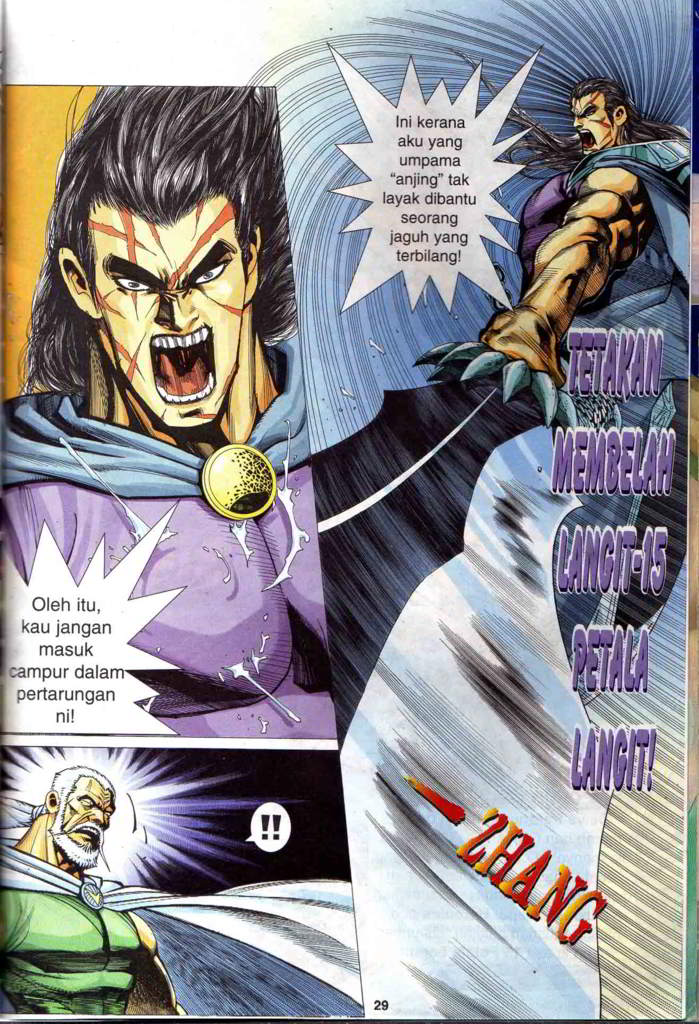 Ini kerana
aku yang
umpama
“anjing” tak
layak dibantu
seorang
jaguh yang
terbilang!
TETAKAN
MEMBELAH
LANGIT-15
PETALA
LANGIT!
Oleh itu,
kau jangan
masuk
campur dalam
pertarungan
ni!
!!
ZHANG
29